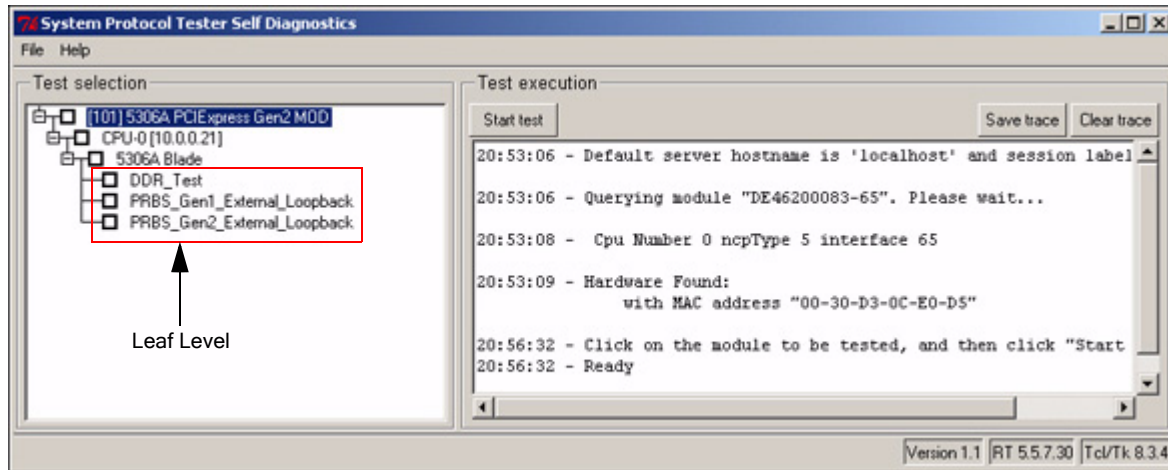 System Protocol Tester Self Diagnostics
File Help
Test selection
[101] 5306A PCIExpress Gen2 MOD
CPU-0 [10.0.0.21]
5306A Blade
DDR_Test
PRBS_Gen1_External_Loopback
PRBS_Gen2_External_Loopback
Leaf Level
Test execution
Start test
Save trace
Clear trace
20:53:06 - Default server hostname is 'localhost' and session label
20:53:06 - Querying module "DE46200083-65". Please wait...
20:53:08 - Cpu Number 0 ncpType 5 interface 65
20:53:09 - Hardware Found:
with MAC address "00-30-D3-0C-E0-D5"
20:56:32 - Click on the module to be tested, and then click "Start
20:56:32 - Ready
Version 1.1
RT 5.5.7.30
Tcl/Tk 8.3.4